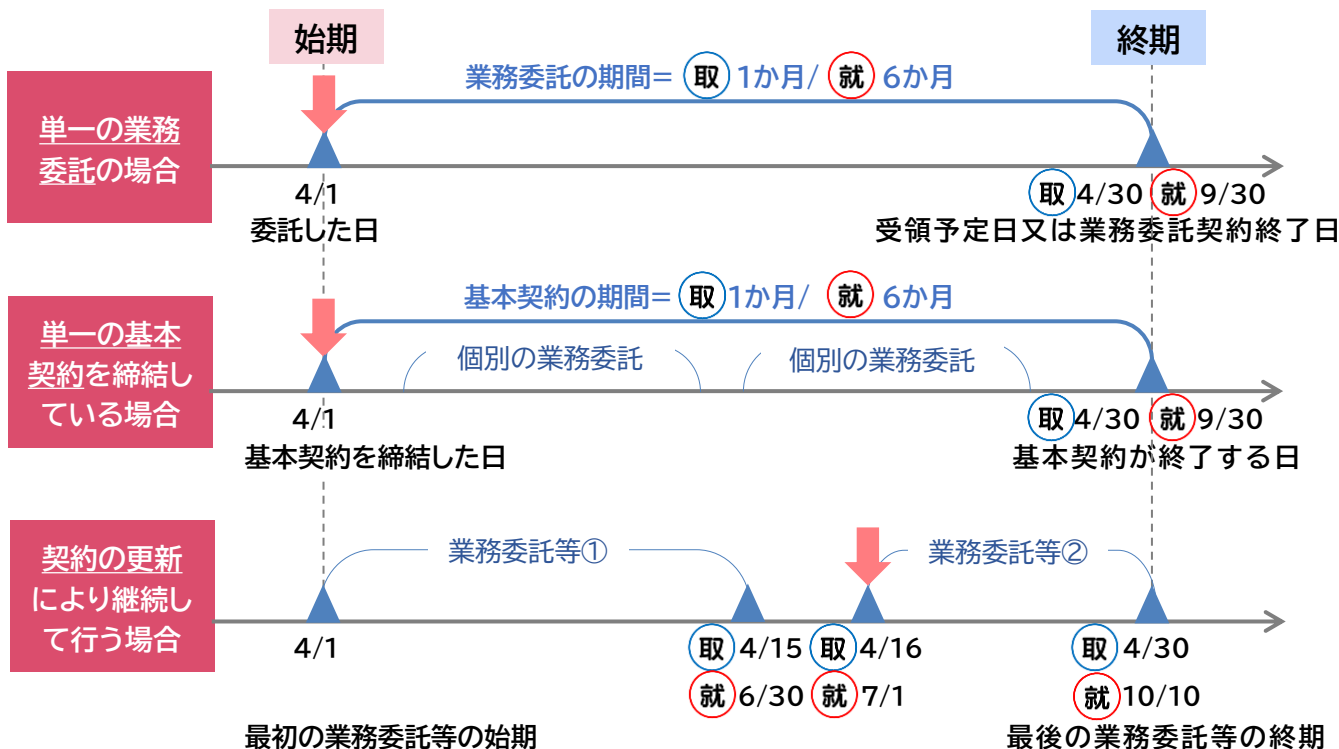 始期
終期
単一の業務
委託の場合
業務委託の期間= 取 1か月/ 就 6か月
4/1
委託した日
取 4/30 就 9/30
受領予定日又は業務委託契約終了日
単一の基本
契約を締結し
ている場合
基本契約の期間= 取 1か月/ 就 6か月
個別の業務委託
個別の業務委託
4/1
基本契約を締結した日
取 4/30 就 9/30
基本契約が終了する日
契約の更新
により継続し
て行う場合
業務委託等①
業務委託等②
4/1
取 4/15
取 4/16
取 4/30
就 6/30
就 7/1
就 10/10
最初の業務委託等の始期
最後の業務委託等の終期